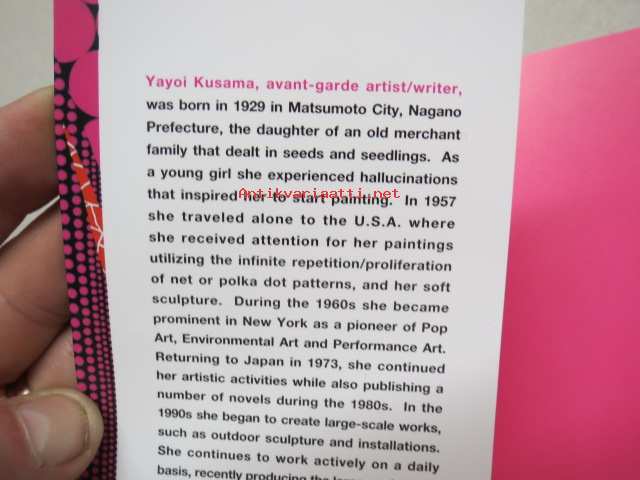 Yayoi Kusama, avant-garde artist/writer,
was born in 1929 in Matsumoto City, Nagano
Prefecture, the daughter of an old merchant
family that dealt in seeds and seedlings. As
a young girl she experienced hallucinations
that inspired her to start painting. In 1957
Antikvariaatti.net
she traveled alone to the U.S.A. where
she received attention for her paintings
utilizing the infinite repetition/proliferation
of net or polka dot patterns, and her soft
sculpture. During the 1960s she became
prominent in New York as a pioneer of Pop
Art, Environmental Art and Performance Art.
Returning to Japan in 1973, she continued
her artistic activities while also publishing a
number of novels during the 1980s. In the
1990s she began to create large-scale works,
such as outdoor sculpture and installations.
She continues to work actively on a daily
basis, recently producing the